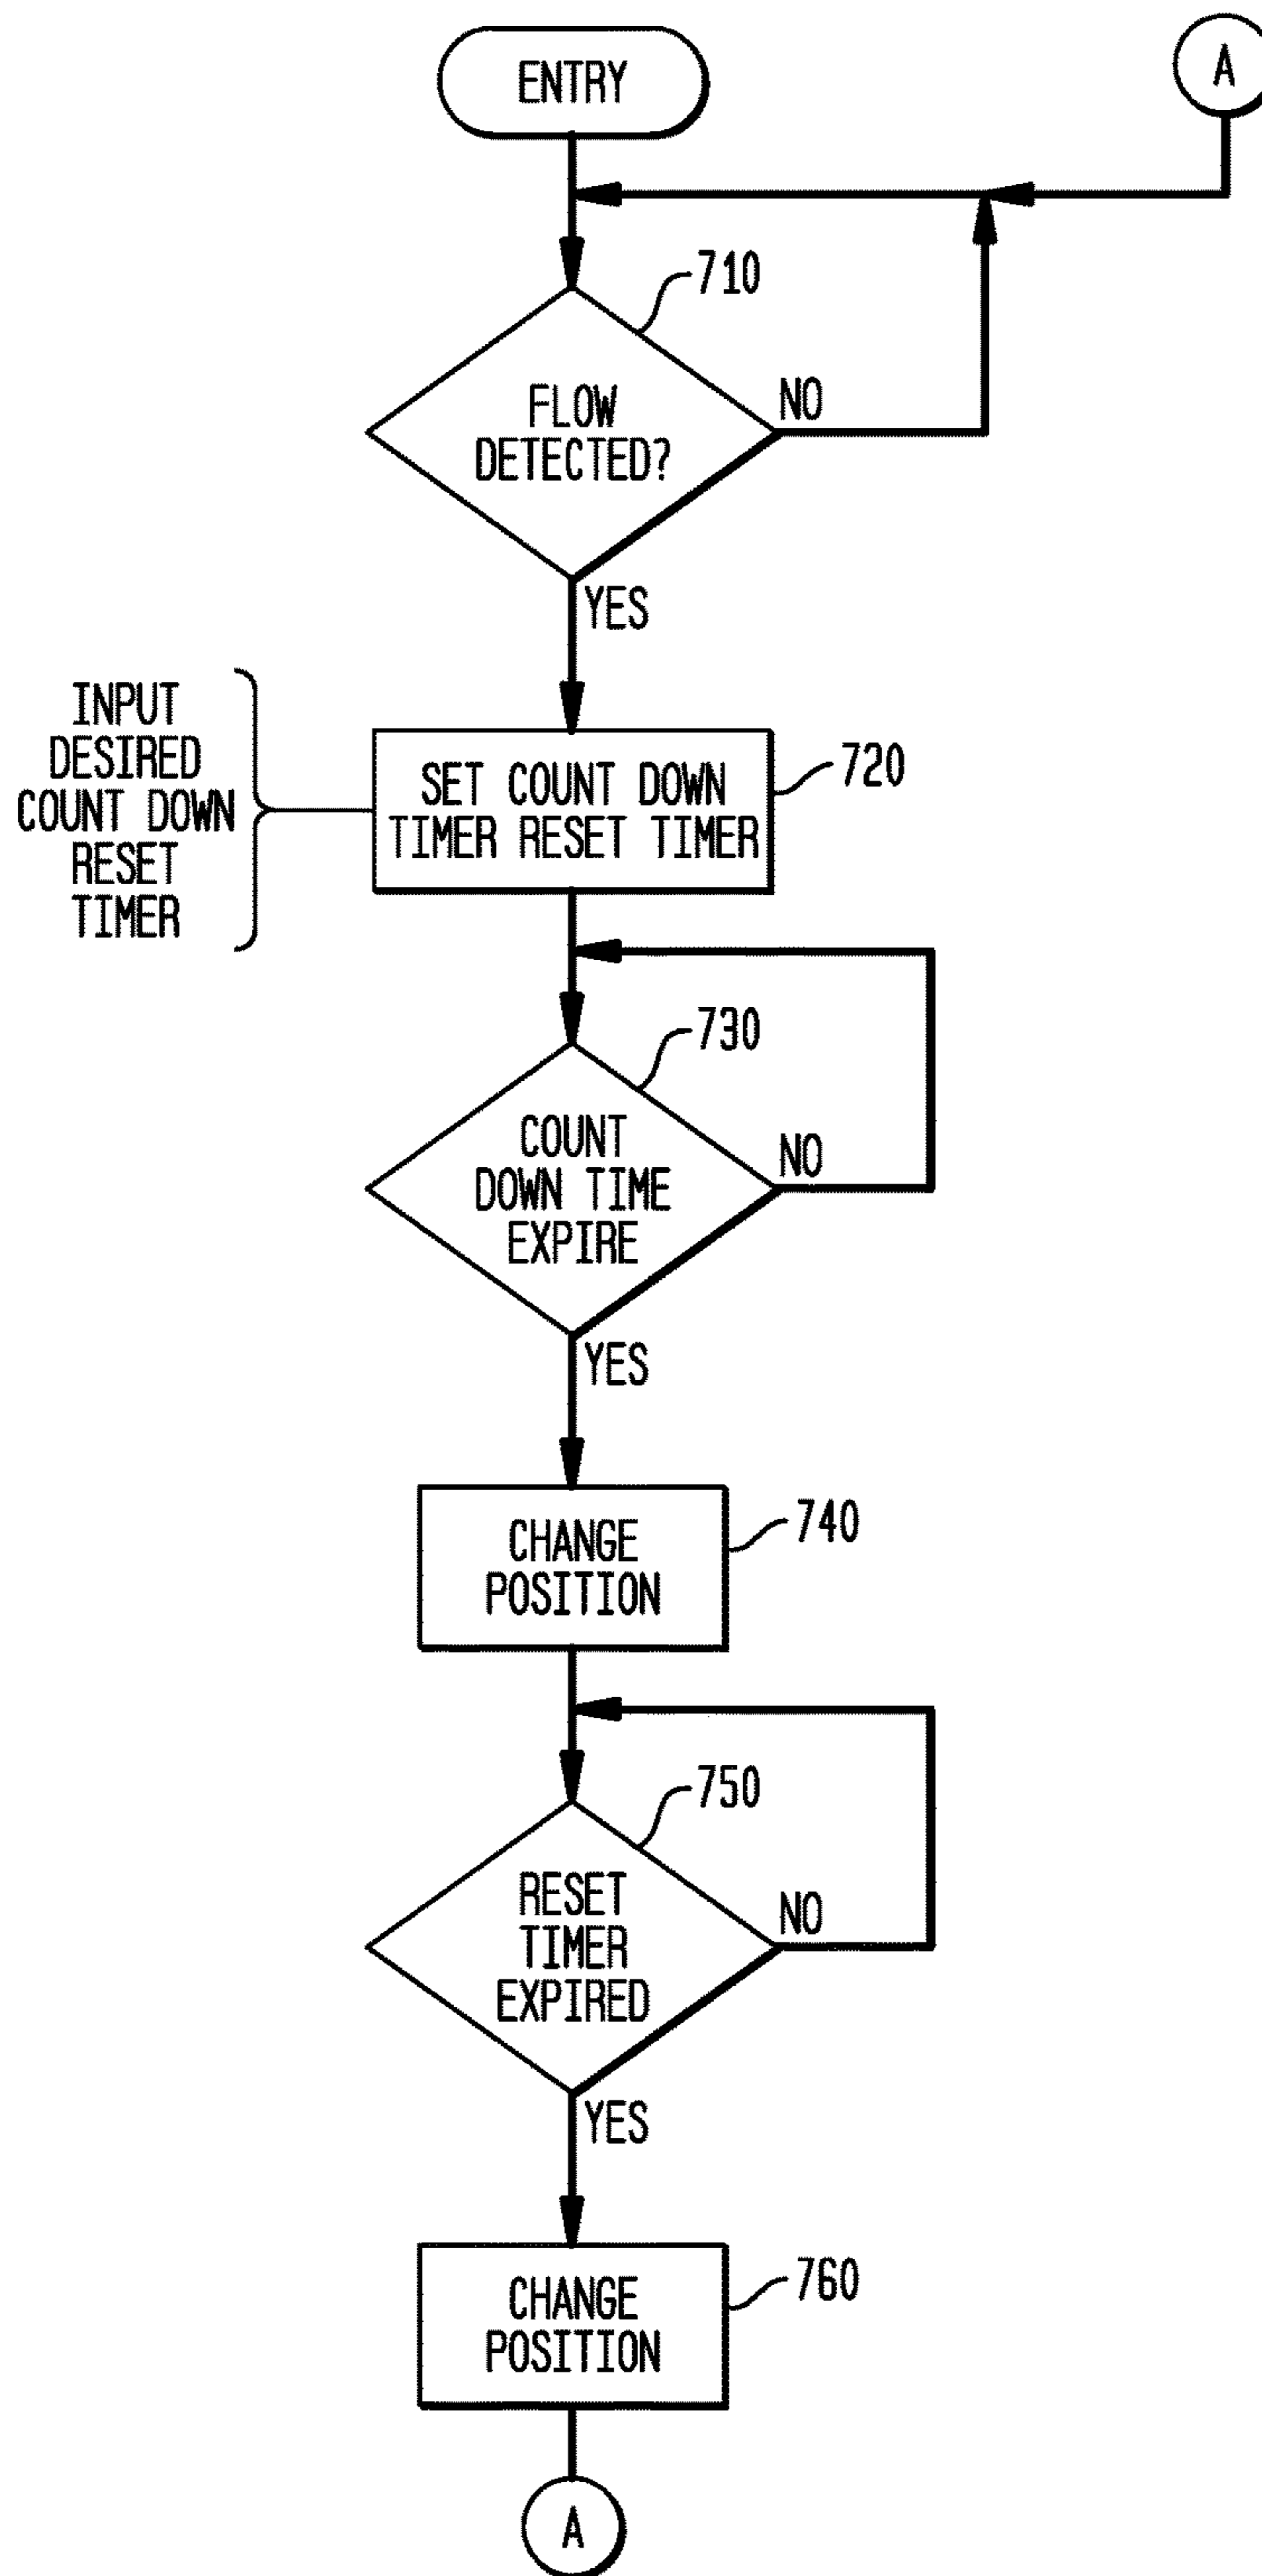 ENTRY
A
710
FLOW
DETECTED?
NO
YES
INPUT
DESIRED
COUNT DOWN
RESET
TIMER
SET COUNT DOWN
TIMER RESET TIMER
720
730
COUNT
DOWN TIME
EXPIRE
NO
YES
CHANGE
POSITION
740
750
RESET
TIMER
EXPIRED
NO
YES
CHANGE
POSITION
760
A